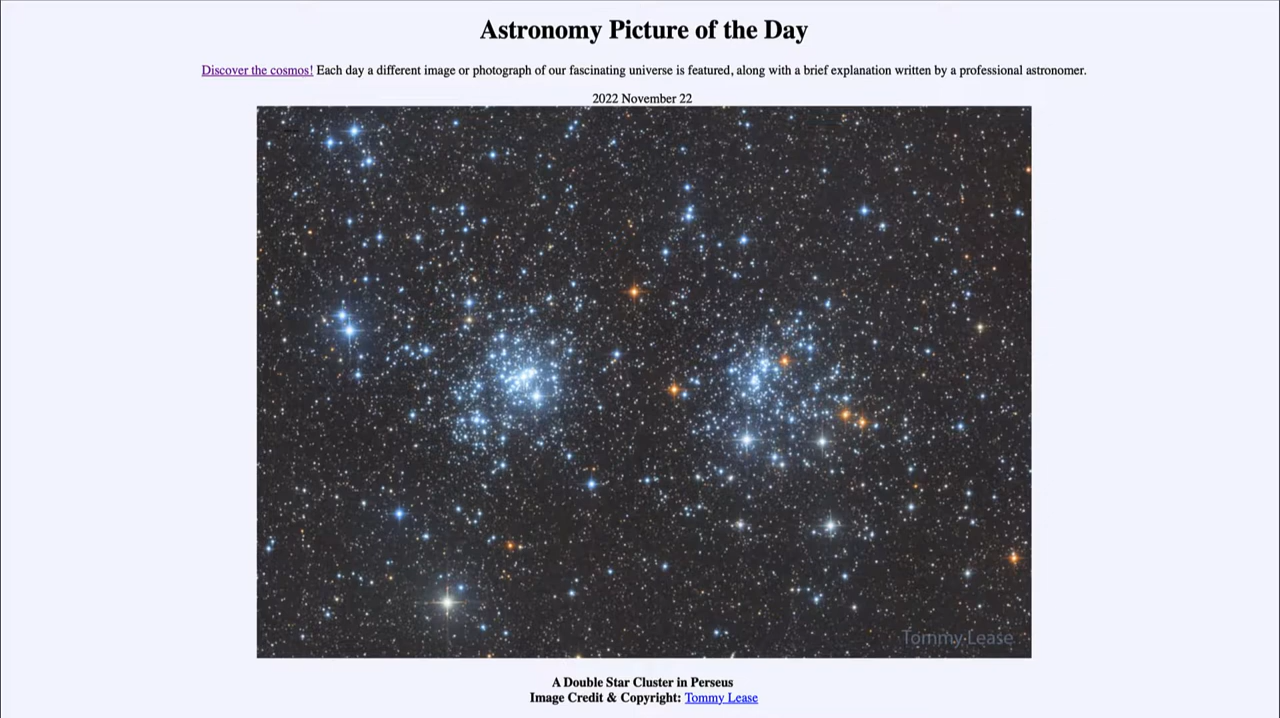 Astronomy Picture of the Day
Discover the cosmos! Each day a different image or photograph of our fascinating universe is featured, along with a brief explanation written by a professional astronomer.
2022 November 22
Tommy Lease
A Double Star Cluster in Perseus
Image Credit & Copyright: Tommy Lease